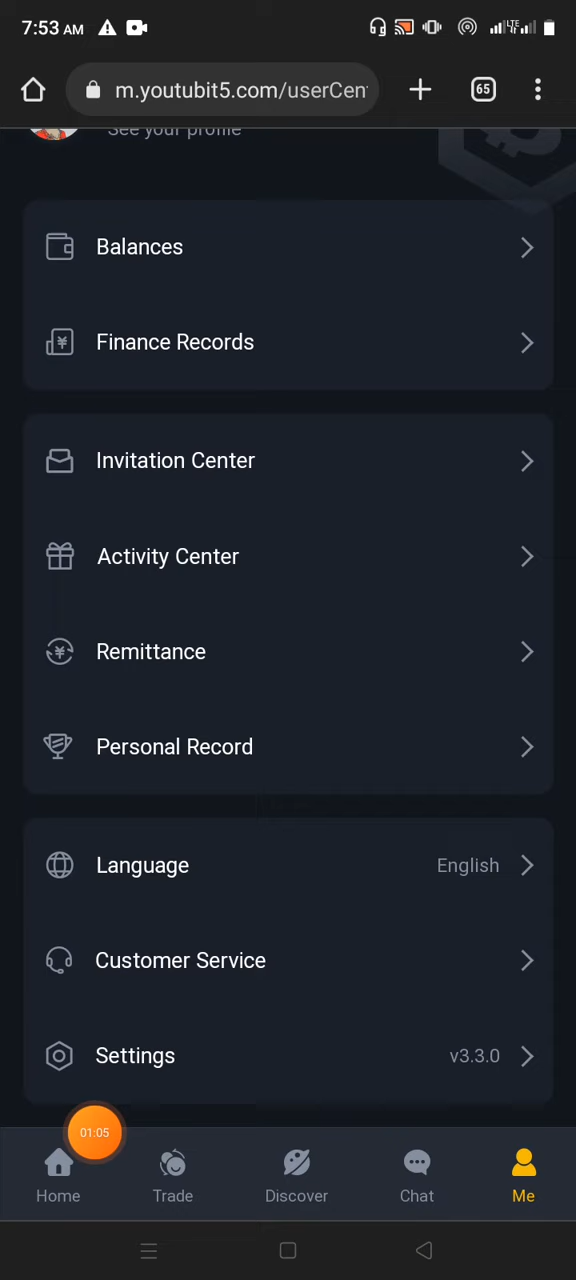 7:53 AM
LTE
m.youtubit5.com/userCen
65
See your profile
Balances
Finance Records
Invitation Center
Activity Center
Remittance
Personal Record
Language English
Customer Service
Settings v3.3.0
01:05
Home Trade Discover Chat Me